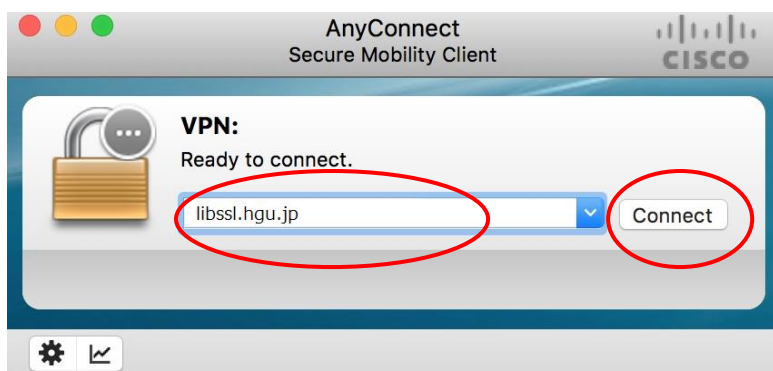 AnyConnect
Secure Mobility Client
CISCO
VPN:
Ready to connect.
libssl.hgu.jp
Connect